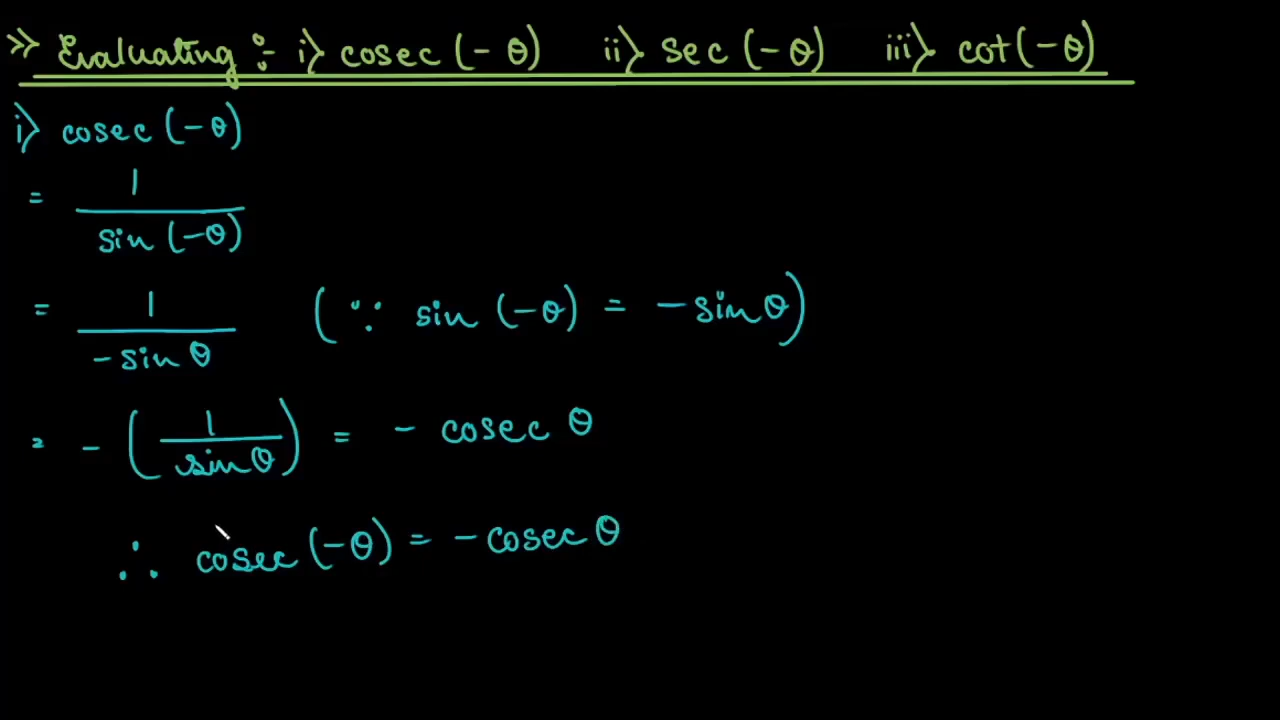 >> Evaluating :- i) cosec (-θ) ii) sec (-θ) iii) cot (-θ)
i) cosec (-θ)
= 1 / sin (-θ)
= 1 / -sin θ (∵ sin (-θ) = -sin θ)
= - (1 / sin θ) = - cosec θ
∴ cosec (-θ) = - cosec θ